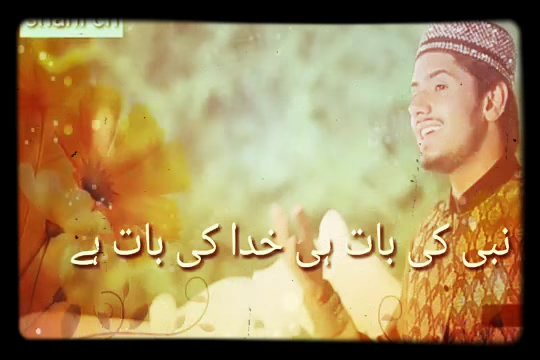 نبی کی بات ہی خدا کی بات ہے